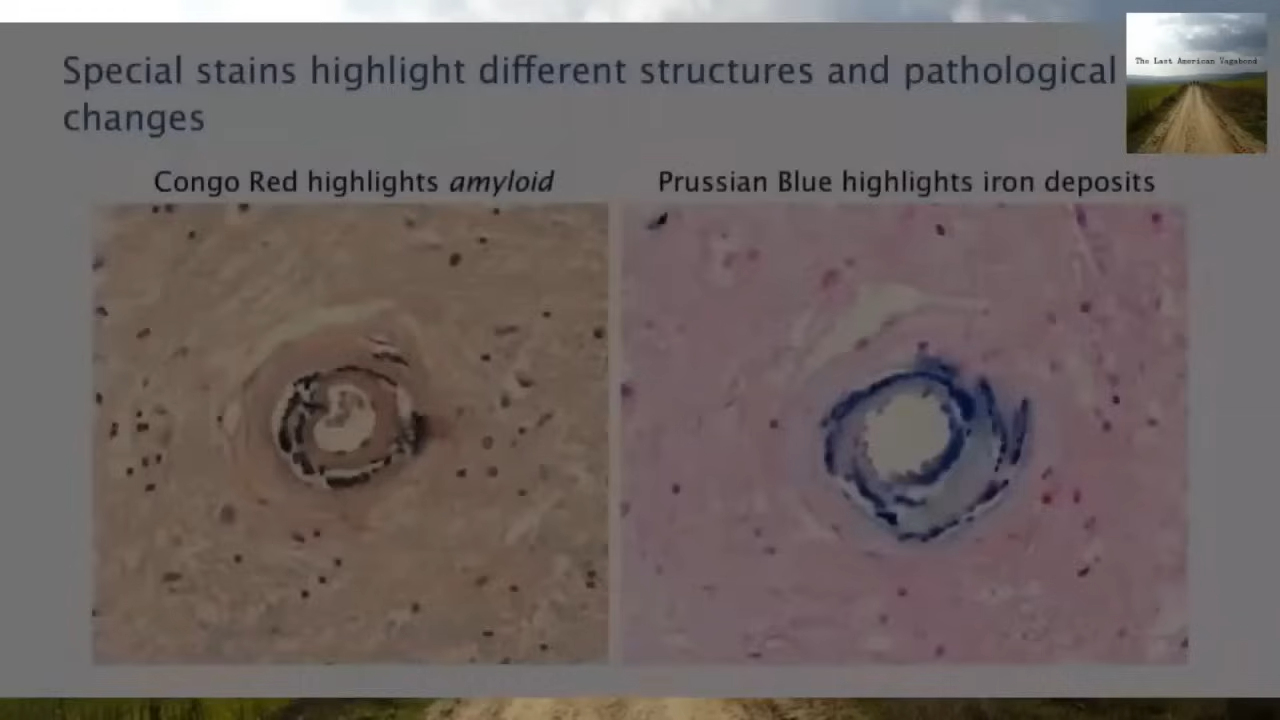 Special stains highlight different structures and pathological
changes
The Last American Vagabond
Congo Red highlights amyloid
Prussian Blue highlights iron deposits